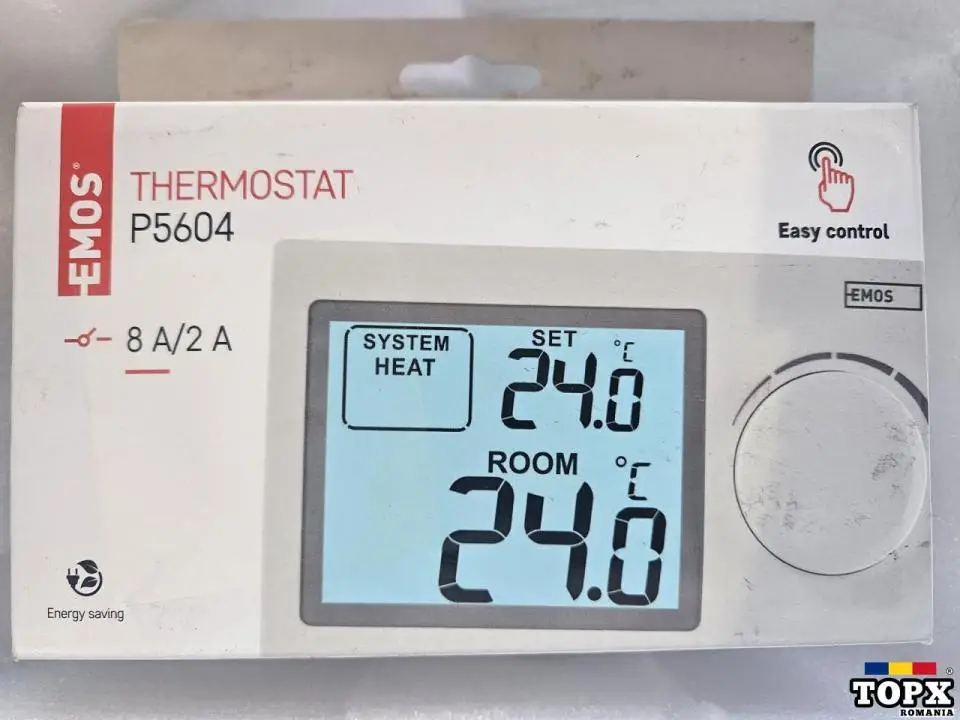 EMOS®
THERMOSTAT
P5604
8 A/2 A
Easy control
EMOS
SYSTEM
HEAT
SET
24.0 °C
ROOM
24.0 °C
Energy saving
TOPX®
ROMANIA